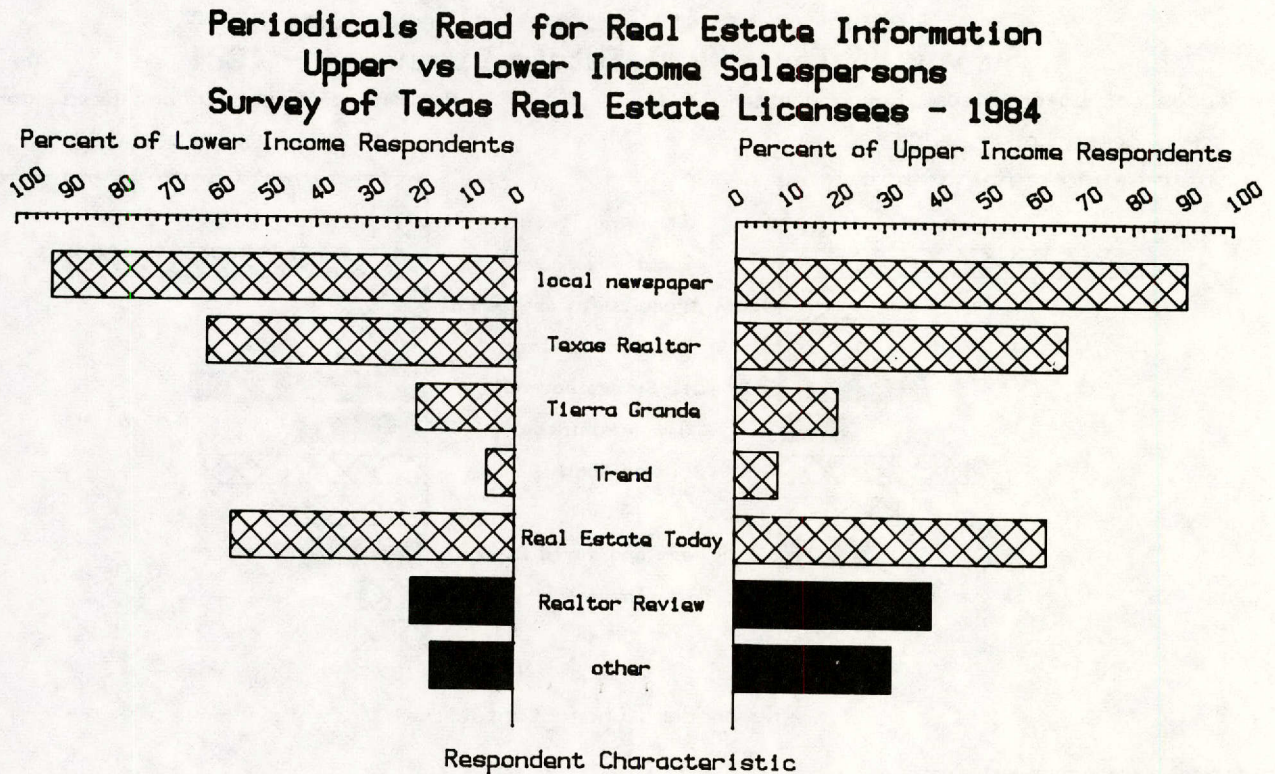 Periodicals Read for Real Estate Information
Upper vs Lower Income Salespersons
Survey of Texas Real Estate Licensees - 1984
Percent of Lower Income Respondents
Percent of Upper Income Respondents
100 90 80 70 60 50 40 30 20 10 0
0 10 20 30 40 50 60 70 80 90 100
local newspaper
Texas Realtor
Tierra Grande
Trend
Real Estate Today
Realtor Review
other
Respondent Characteristic